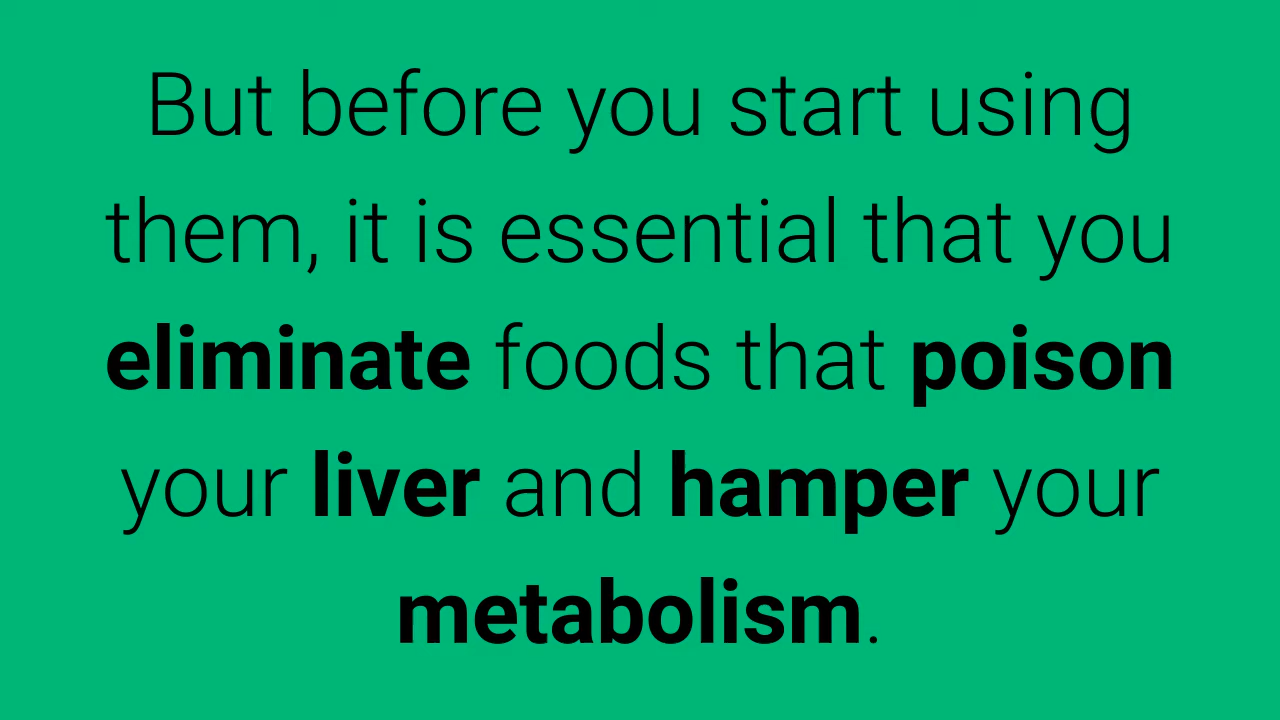 But before you start using
them, it is essential that you
eliminate foods that poison
your liver and hamper your
metabolism.